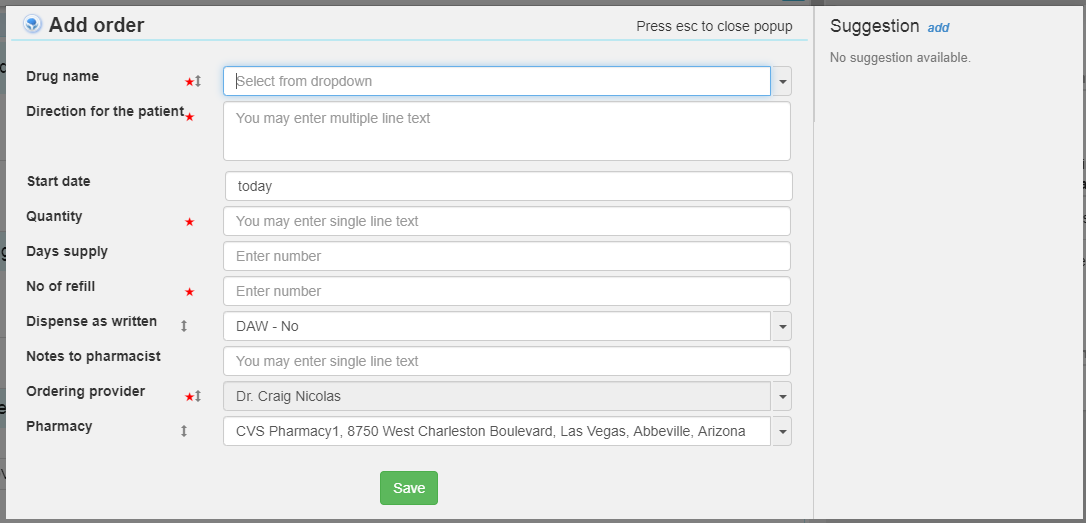 Add order
Press esc to close popup
Drug name
Select from dropdown
Direction for the patient
You may enter multiple line text
Start date
today
Quantity
You may enter single line text
Days supply
Enter number
No of refill
Enter number
Dispense as written
DAW - No
Notes to pharmacist
You may enter single line text
Ordering provider
Dr. Craig Nicolas
Pharmacy
CVS Pharmacy1, 8750 West Charleston Boulevard, Las Vegas, Abbeville, Arizona
Save
Suggestion add
No suggestion available.